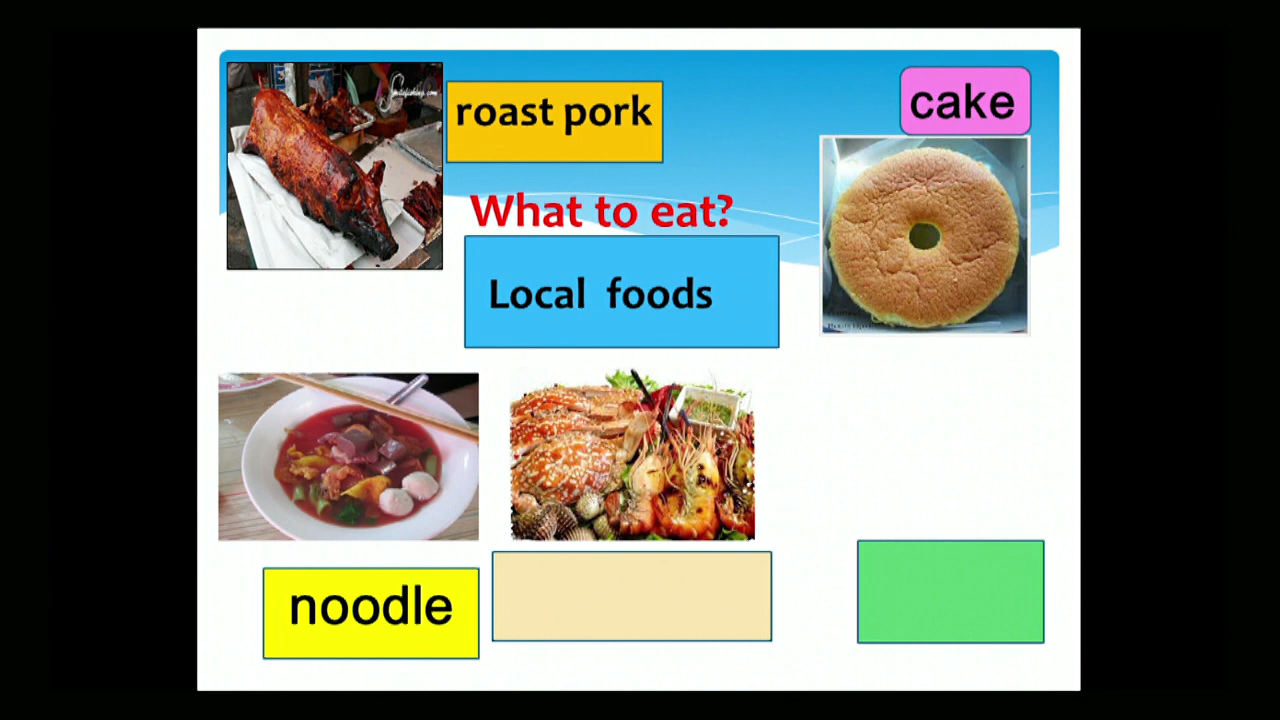 roast pork
cake
What to eat?
Local foods
noodle